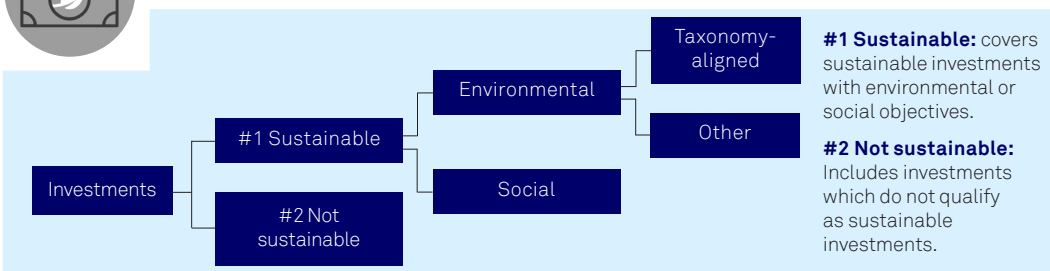 Investments
#1 Sustainable
#2 Not
sustainable
Environmental
Social
Taxonomy-
aligned
Other
#1 Sustainable: covers
sustainable investments
with environmental or
social objectives.
#2 Not sustainable:
Includes investments
which do not qualify
as sustainable
investments.